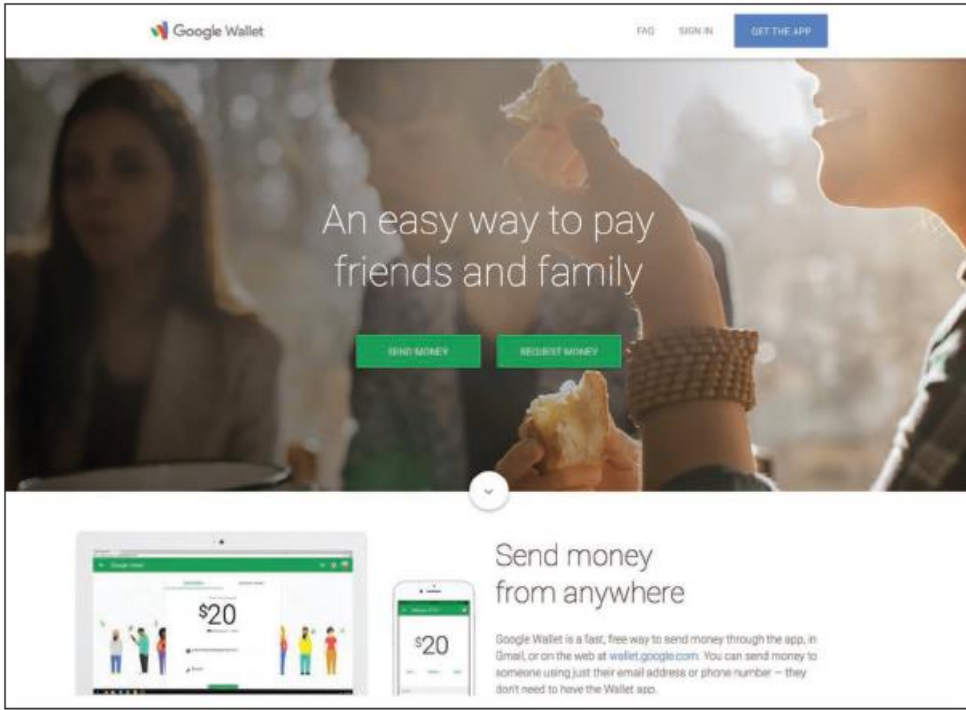 Google Wallet
FAQ
SIGN IN
GET THE APP
An easy way to pay
friends and family
SEND MONEY
REQUEST MONEY
Send money
from anywhere
Google Wallet is a fast, free way to send money through the app, in
Gmail, or on the web at wallet.google.com. You can send money to
someone using just their email address or phone number — they
don't need to have the Wallet app.
$20
$20